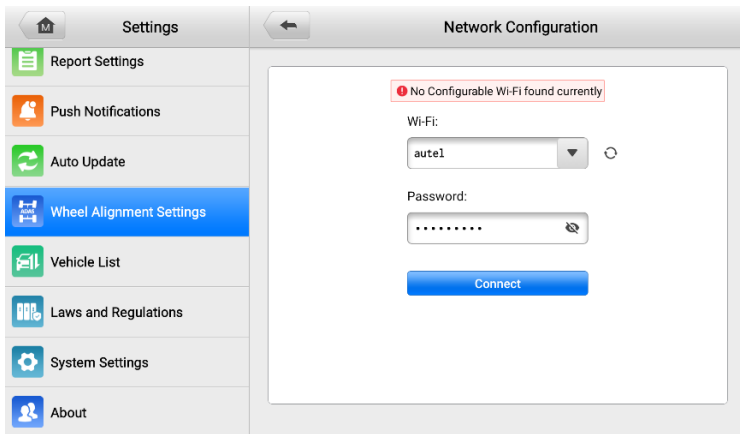 M
Settings
Network Configuration
Report Settings
Push Notifications
Auto Update
ADAS
Wheel Alignment Settings
Vehicle List
Laws and Regulations
System Settings
About
No Configurable Wi-Fi found currently
Wi-Fi:
autel
Password:
•••••••••
Connect